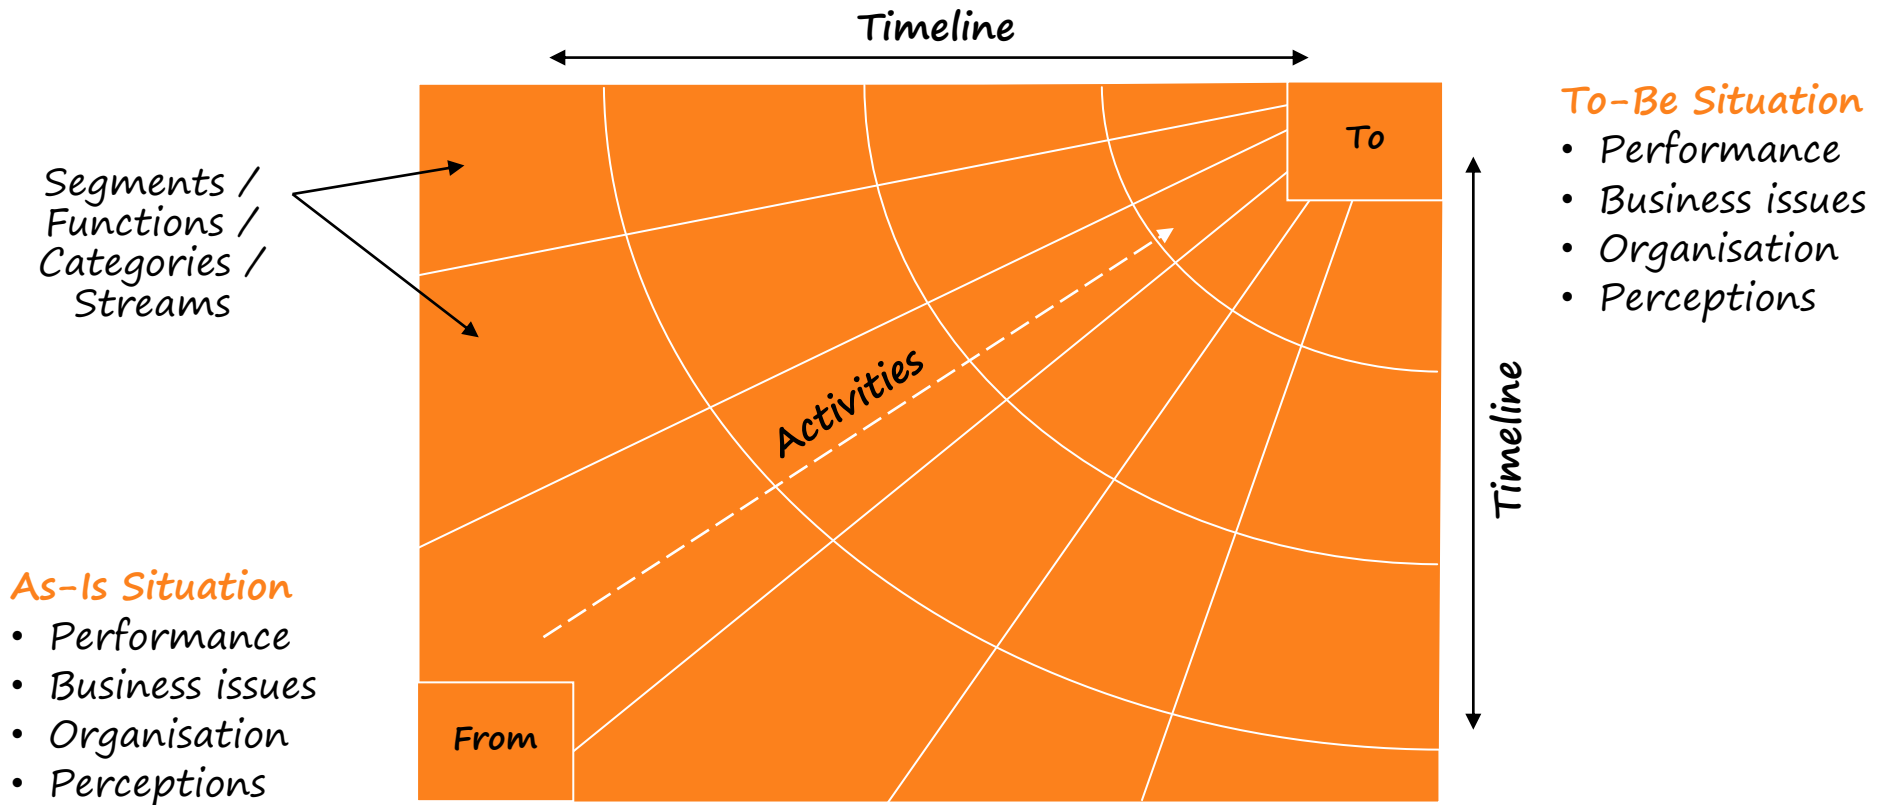 Timeline
To
To-Be Situation
• Performance
• Business issues
• Organisation
• Perceptions
Segments /
Functions /
Categories /
Streams
Activities
Timeline
As-Is Situation
• Performance
• Business issues
• Organisation
• Perceptions
From